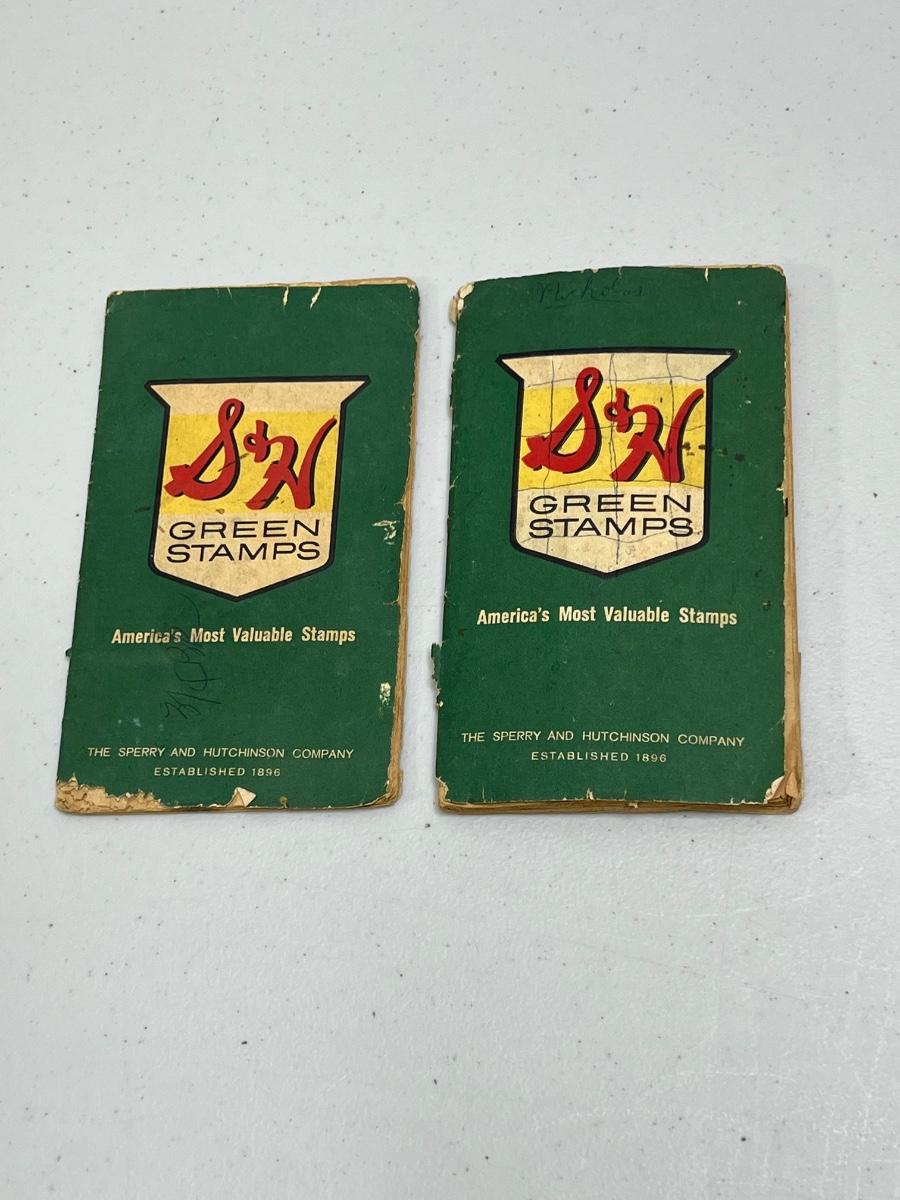 S&H
GREEN
STAMPS
America's Most Valuable Stamps
THE SPERRY AND HUTCHINSON COMPANY
ESTABLISHED 1896
Nicholas
S&H
GREEN
STAMPS
America's Most Valuable Stamps
THE SPERRY AND HUTCHINSON COMPANY
ESTABLISHED 1896